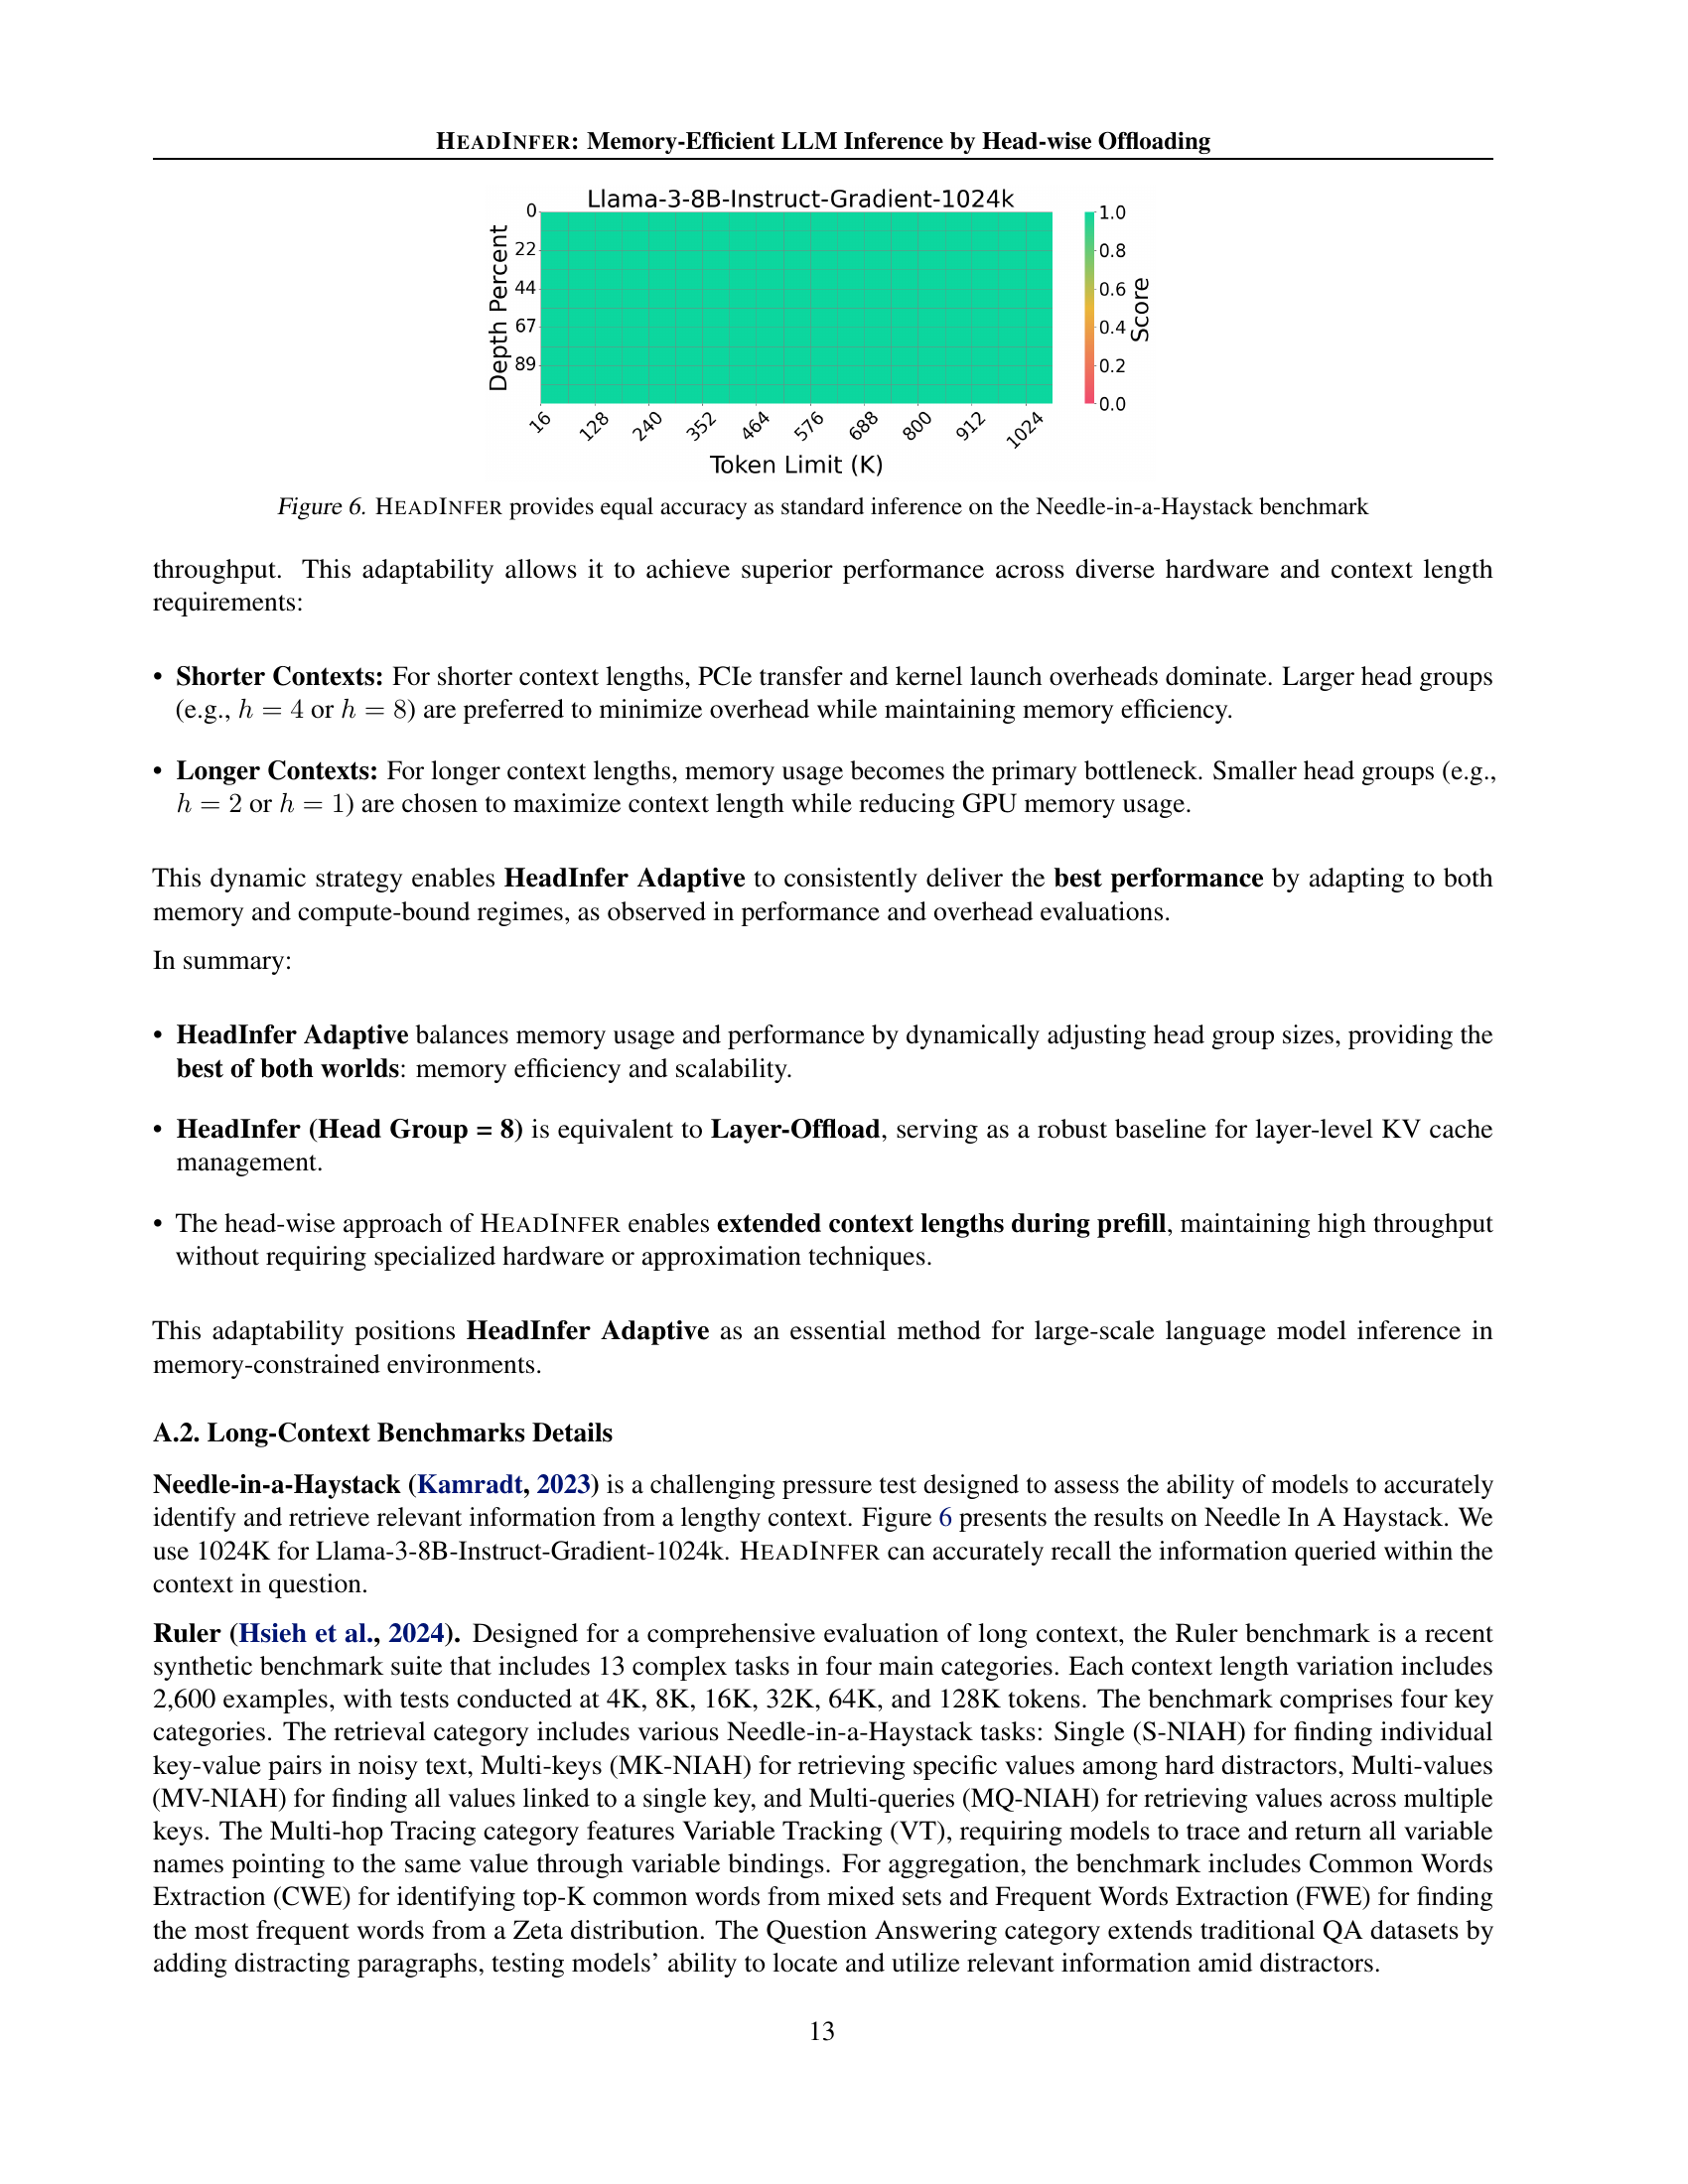 HEADINFER: Memory-Efficient LLM Inference by Head-wise Offloading
Llama-3-8B-Instruct-Gradient-1024k
0
22
44
67
89
Depth Percent
16
128
240
352
464
576
688
800
912
1024
Token Limit (K)
1.0
0.8
0.6
0.4
0.2
0.0
Score
Figure 6. HEADINFER provides equal accuracy as standard inference on the Needle-in-a-Haystack benchmark
throughput. This adaptability allows it to achieve superior performance across diverse hardware and context length
requirements:
• Shorter Contexts: For shorter context lengths, PCIe transfer and kernel launch overheads dominate. Larger head groups
(e.g., h = 4 or h = 8) are preferred to minimize overhead while maintaining memory efficiency.
• Longer Contexts: For longer context lengths, memory usage becomes the primary bottleneck. Smaller head groups (e.g.,
h = 2 or h = 1) are chosen to maximize context length while reducing GPU memory usage.
This dynamic strategy enables HeadInfer Adaptive to consistently deliver the best performance by adapting to both
memory and compute-bound regimes, as observed in performance and overhead evaluations.
In summary:
• HeadInfer Adaptive balances memory usage and performance by dynamically adjusting head group sizes, providing the
best of both worlds: memory efficiency and scalability.
• HeadInfer (Head Group = 8) is equivalent to Layer-Offload, serving as a robust baseline for layer-level KV cache
management.
• The head-wise approach of HEADINFER enables extended context lengths during prefill, maintaining high throughput
without requiring specialized hardware or approximation techniques.
This adaptability positions HeadInfer Adaptive as an essential method for large-scale language model inference in
memory-constrained environments.
A.2. Long-Context Benchmarks Details
Needle-in-a-Haystack (Kamradt, 2023) is a challenging pressure test designed to assess the ability of models to accurately
identify and retrieve relevant information from a lengthy context. Figure 6 presents the results on Needle In A Haystack. We
use 1024K for Llama-3-8B-Instruct-Gradient-1024k. HEADINFER can accurately recall the information queried within the
context in question.
Ruler (Hsieh et al., 2024). Designed for a comprehensive evaluation of long context, the Ruler benchmark is a recent
synthetic benchmark suite that includes 13 complex tasks in four main categories. Each context length variation includes
2,600 examples, with tests conducted at 4K, 8K, 16K, 32K, 64K, and 128K tokens. The benchmark comprises four key
categories. The retrieval category includes various Needle-in-a-Haystack tasks: Single (S-NIAH) for finding individual
key-value pairs in noisy text, Multi-keys (MK-NIAH) for retrieving specific values among hard distractors, Multi-values
(MV-NIAH) for finding all values linked to a single key, and Multi-queries (MQ-NIAH) for retrieving values across multiple
keys. The Multi-hop Tracing category features Variable Tracking (VT), requiring models to trace and return all variable
names pointing to the same value through variable bindings. For aggregation, the benchmark includes Common Words
Extraction (CWE) for identifying top-K common words from mixed sets and Frequent Words Extraction (FWE) for finding
the most frequent words from a Zeta distribution. The Question Answering category extends traditional QA datasets by
adding distracting paragraphs, testing models’ ability to locate and utilize relevant information amid distractors.
13